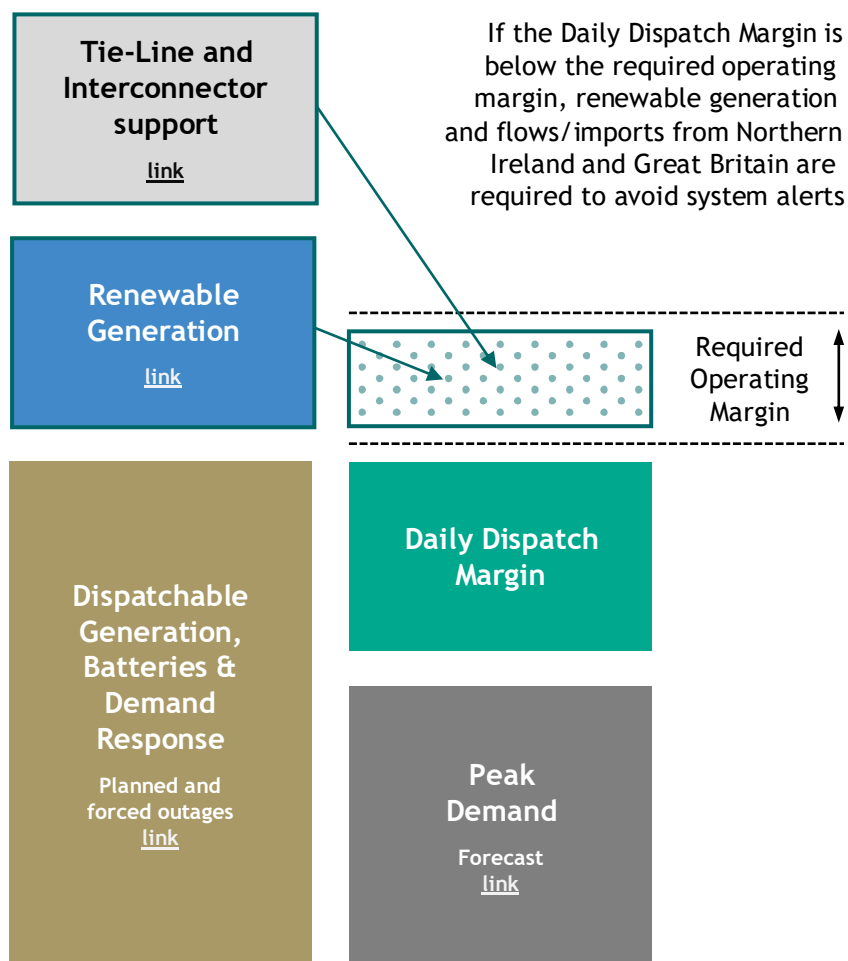 Tie-Line and
Interconnector
support
link
If the Daily Dispatch Margin is
below the required operating
margin, renewable generation
and flows/imports from Northern
Ireland and Great Britain are
required to avoid system alerts
Renewable
Generation
link
Required
Operating
Margin
Dispatchable
Generation,
Batteries &
Demand
Response
Planned and
forced outages
link
Daily Dispatch
Margin
Peak
Demand
Forecast
link